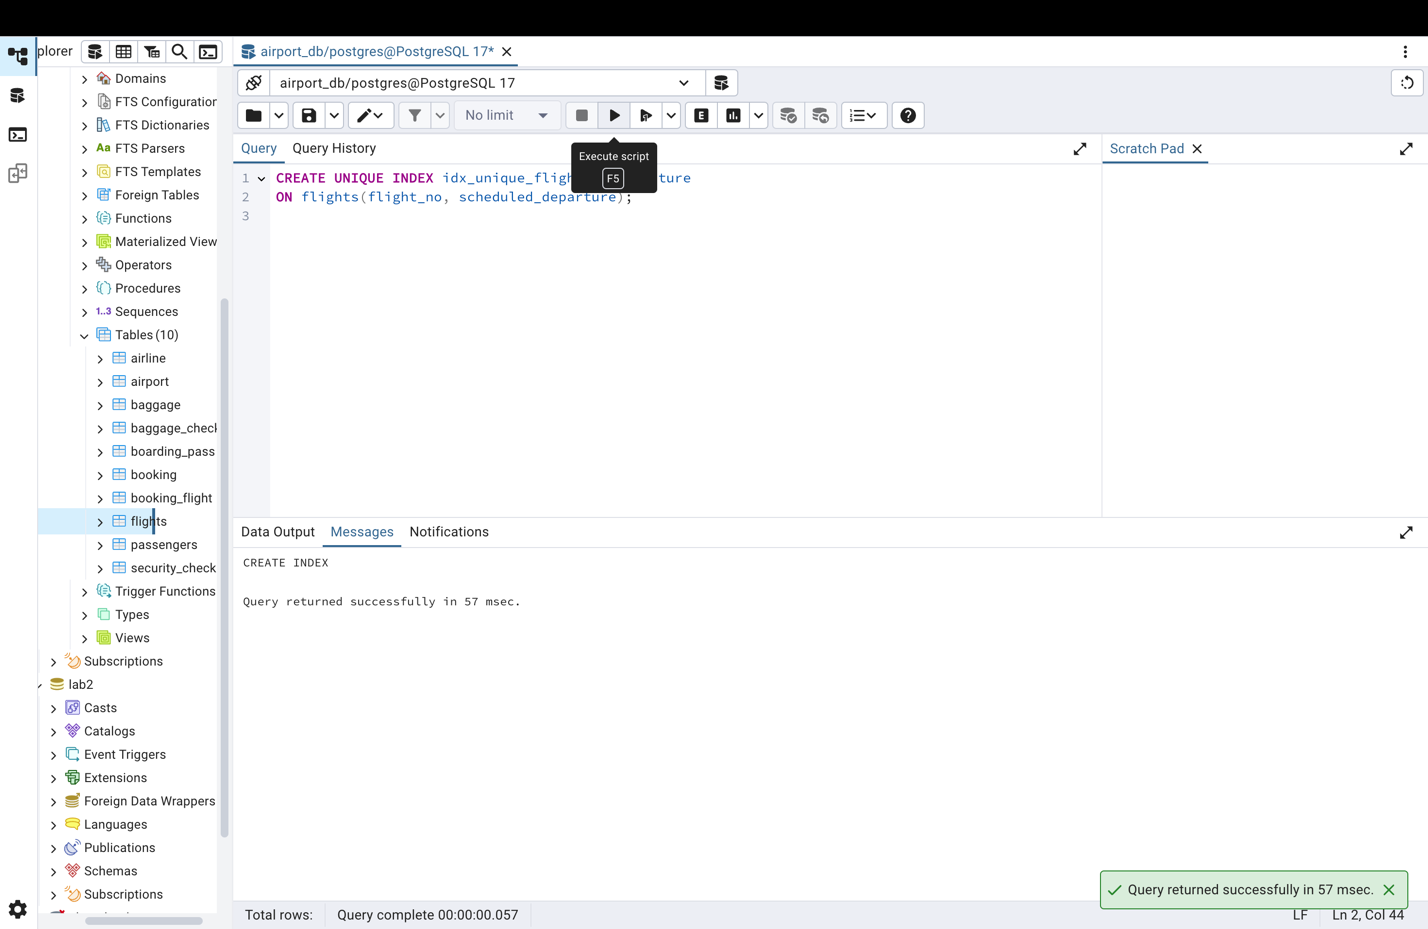 plorer
airport_db/postgres@PostgreSQL 17*
airport_db/postgres@PostgreSQL 17
No limit
E
Execute script
F5
Query
Query History
Scratch Pad
1 CREATE UNIQUE INDEX idx_unique_fligh ture
2 ON flights(flight_no, scheduled_departure);
3
Domains
FTS Configuration
FTS Dictionaries
Aa FTS Parsers
FTS Templates
Foreign Tables
Functions
Materialized View
Operators
Procedures
1..3 Sequences
Tables (10)
airline
airport
baggage
baggage_check
boarding_pass
booking
booking_flight
flights
passengers
security_check
Trigger Functions
Types
Views
Subscriptions
lab2
Casts
Catalogs
Event Triggers
Extensions
Foreign Data Wrappers
Languages
Publications
Schemas
Subscriptions
Data Output
Messages
Notifications
CREATE INDEX
Query returned successfully in 57 msec.
Query returned successfully in 57 msec.
Total rows:
Query complete 00:00:00.057
LF
Ln 2, Col 44